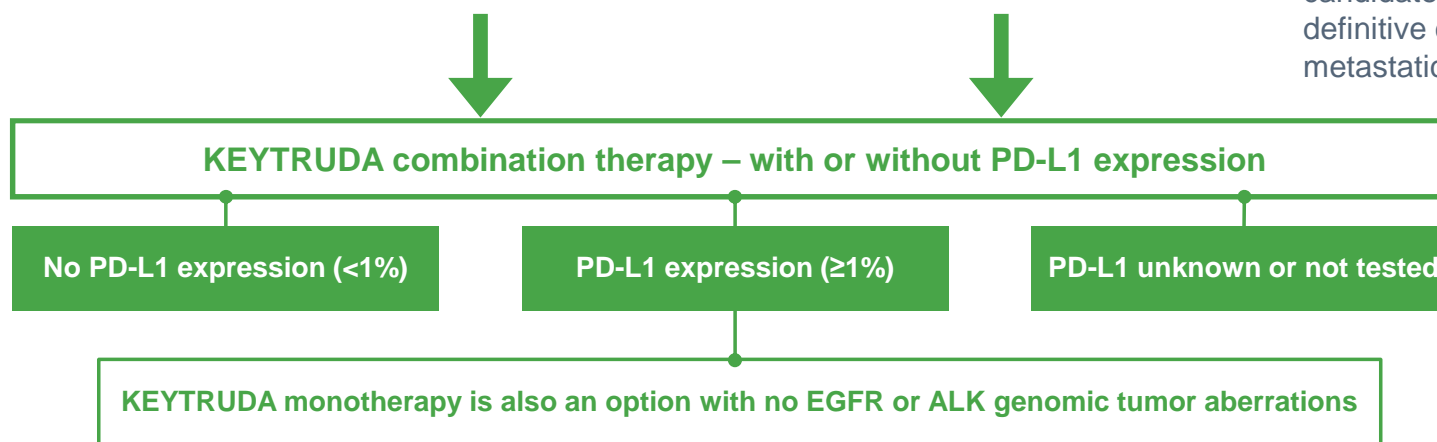 definitive
metastatic
KEYTRUDA combination therapy – with or without PD-L1 expression
No PD-L1 expression (<1%)
PD-L1 expression (≥1%)
PD-L1 unknown or not tested
KEYTRUDA monotherapy is also an option with no EGFR or ALK genomic tumor aberrations